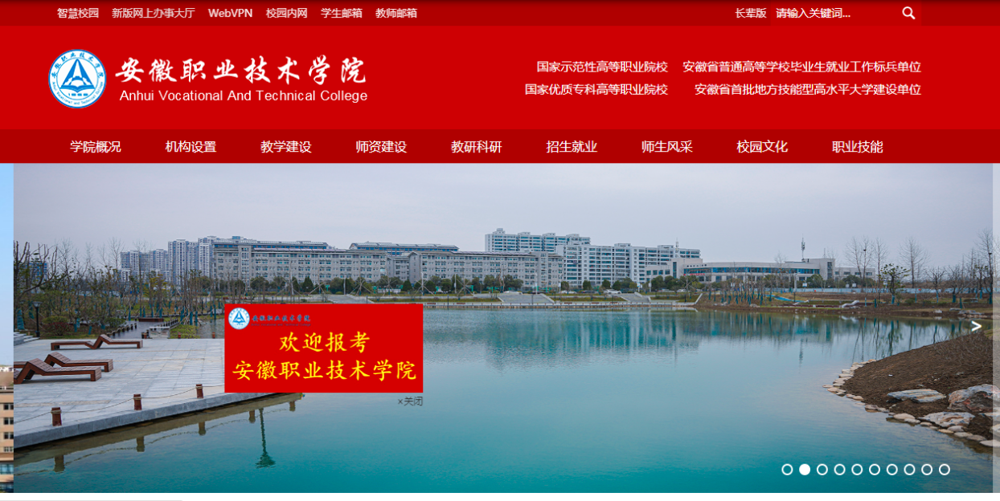 智慧校园 新版网上办事大厅 WebVPN 校园内网 学生邮箱 教师邮箱 长辈版 请输入关键词...
安徽职业技术学院
Anhui Vocational And Technical College
国家示范性高等职业院校 安徽省普通高等学校毕业生就业工作标兵单位
国家优质专科高等职业院校 安徽省首批地方技能型高水平大学建设单位
学院概况 机构设置 教学建设 师资建设 教研科研 招生就业 师生风采 校园文化 职业技能
安徽职业技术学院
欢迎报考
安徽职业技术学院
×关闭